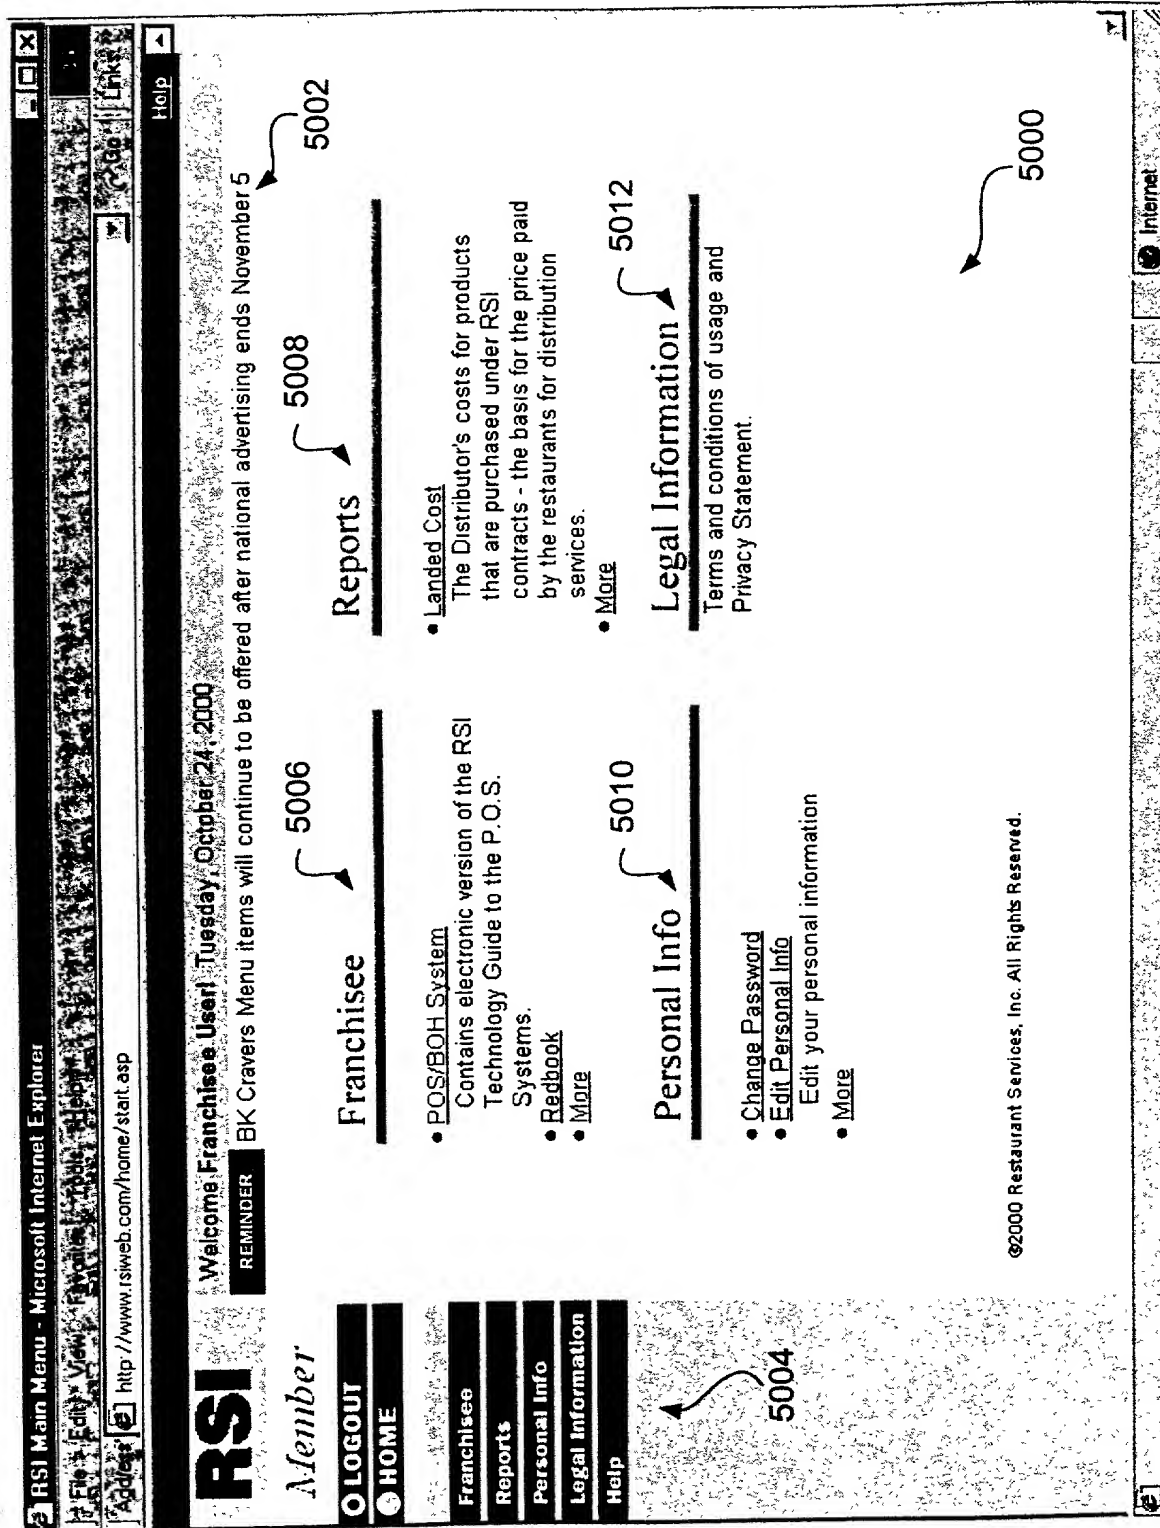 RSI Main Menu - Microsoft Internet Explorer
File Edit View Favorites Tools Help
Address http://www.rsiweb.com/home/start.asp Go Links
Help
RSI
Welcome Franchisee User! Tuesday, October 24, 2000
REMINDER BK Cravers Menu items will continue to be offered after national advertising ends November 5
5002
Member
LOGOUT
HOME
Franchisee
Reports
Personal Info
Legal Information
Help
5004
Franchisee
5006
• POS/BOH System
Contains electronic version of the RSI
Technology Guide to the P.O.S.
Systems.
• Redbook
• More
Reports
5008
• Landed Cost
The Distributor's costs for products
that are purchased under RSI
contracts - the basis for the price paid
by the restaurants for distribution
services.
• More
Personal Info
5010
• Change Password
• Edit Personal Info
Edit your personal information
• More
Legal Information
5012
Terms and conditions of usage and
Privacy Statement.
5000
©2000 Restaurant Services, Inc. All Rights Reserved.
Internet